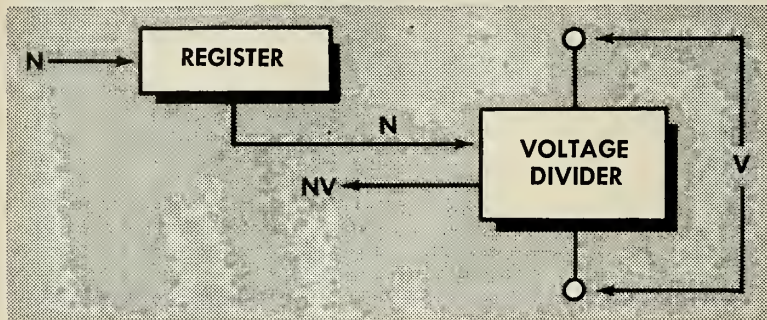 N
REGISTER
N
VOLTAGE
DIVIDER
NV
V